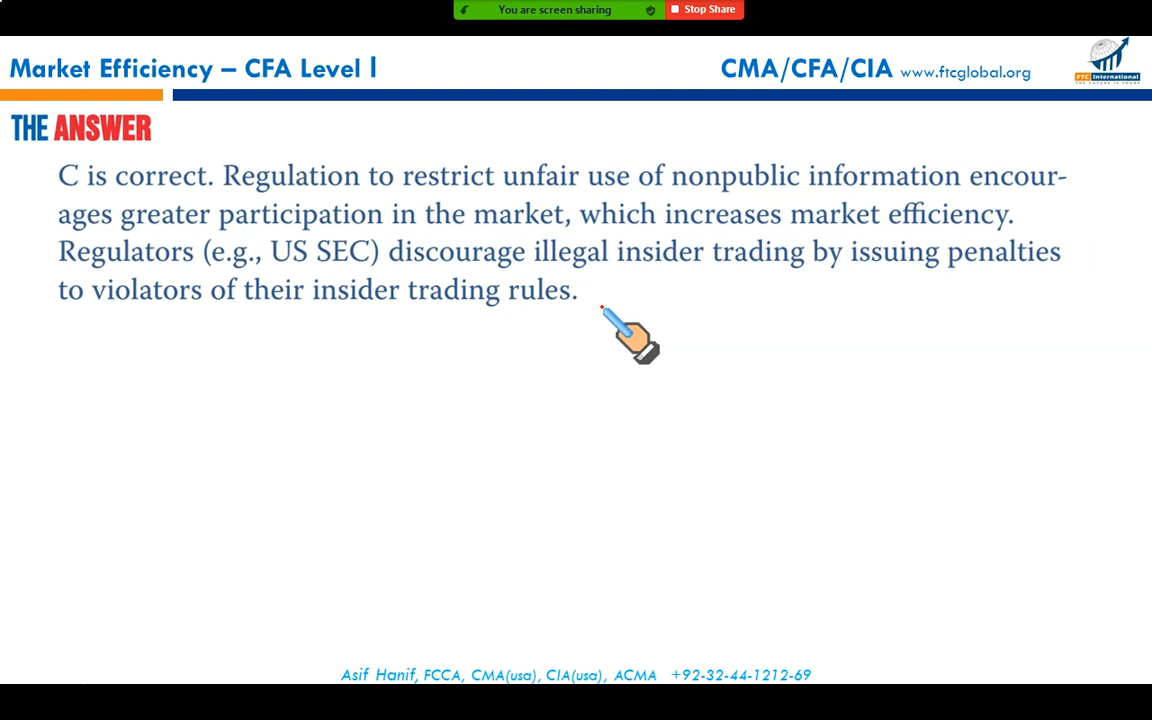 You are screen sharing
Stop Share
Market Efficiency – CFA Level I
CMA/CFA/CIA www.ftcglobal.org
FTC International
THE ANSWER
C is correct. Regulation to restrict unfair use of nonpublic information encour-
ages greater participation in the market, which increases market efficiency.
Regulators (e.g., US SEC) discourage illegal insider trading by issuing penalties
to violators of their insider trading rules.
Asif Hanif, FCCA, CMA(usa), CIA(usa), ACMA +92-32-44-1212-69